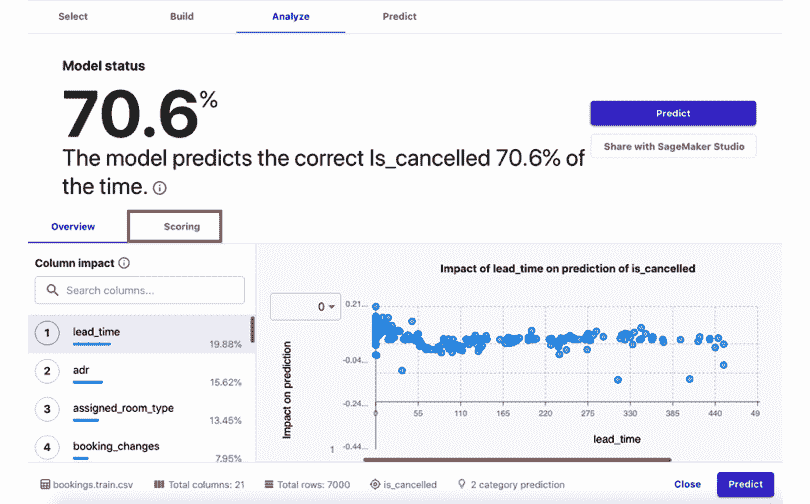 Select Build Analyze Predict
Model status
70.6%
Predict
The model predicts the correct Is_cancelled 70.6% of
Share with SageMaker Studio
the time.
Overview Scoring
Column impact
Impact of lead_time on prediction of is_cancelled
Search columns...
0
0.21...
1 lead_time
19.88%
2 adr
15.62%
3 assigned_room_type
13.45%
4 booking_changes
7.95%
Impact on prediction
-0.04...
-0.24...
0 55 110 165 220 275 330 385 440 49
lead_time
1
-0.44...
bookings.train.csv Total columns: 21 Total rows: 7000 is_cancelled 2 category prediction Close Predict